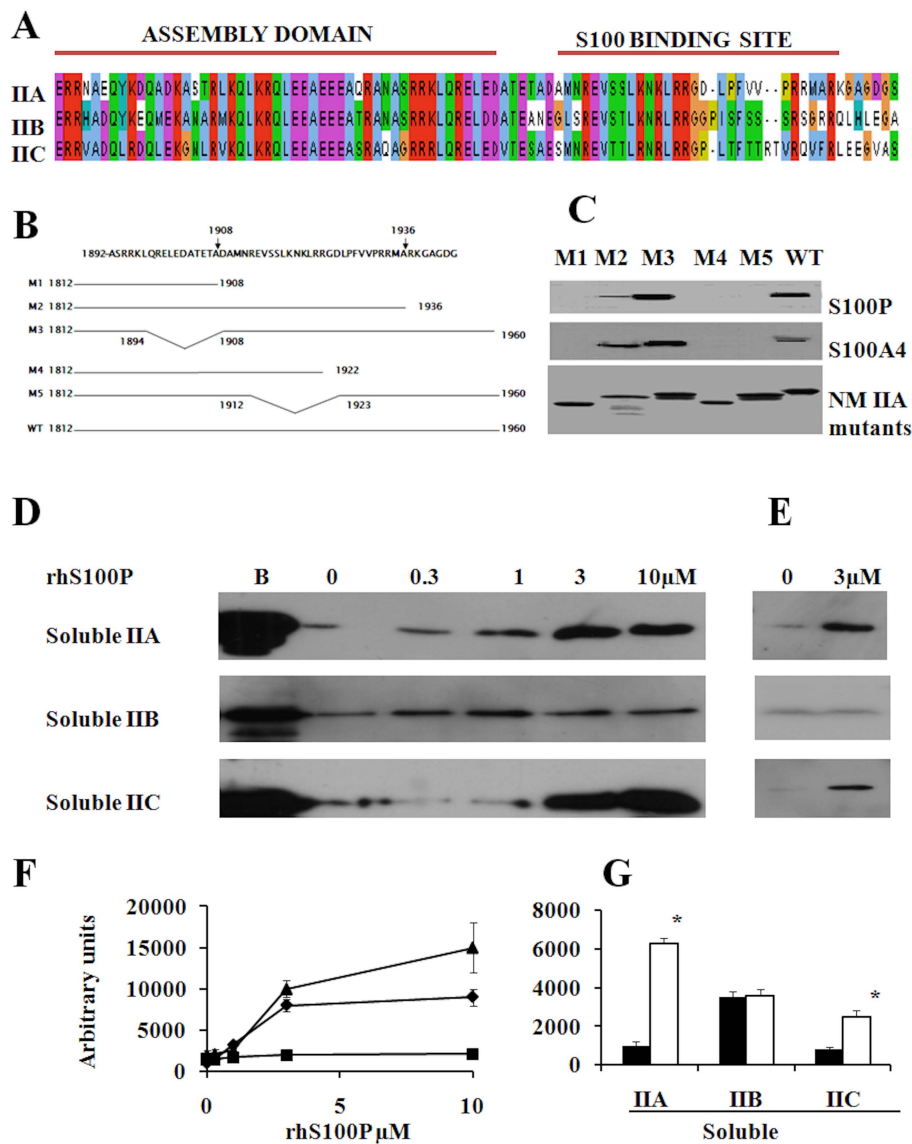 A
ASSEMBLY DOMAIN
S100 BINDING SITE
IIA ERRNAEQYKDQADKASTRLKQLKRQLEEAEEEAQRANASRRKLQRELEDATETADAMNREVSSLKNKLRRGD-LPFVV--PRRMARKGAGDGS
IIB ERRHADQYKEQMEKANARMKQLKRQLEEAEEEATRANASRRKLQRELDDATEANEGLSREVSTLKNRLRRGGPISFSS--SRSGRRQLHLEGA
IIC ERRVADQLRDQLEKGNLRVKQLKRQLEEAEEEASRAQAGRRKLQRELEDVTESAESMNREVTTLRNRLRRGP-LTFTTRTVRQVFRLEEGVAS
B
1908 1936
1892-ASRRKLQRELEDATETADAMNREVSSLKNKLRRGDLPFVVPRRMARKGAGDG
M1 1812 1908
M2 1812 1936
M3 1812 1894 1908 1960
M4 1812 1922
M5 1812 1912 1923 1960
WT 1812 1960
C
M1 M2 M3 M4 M5 WT
S100P
S100A4
NM IIA
mutants
D
rhS100P B 0 0.3 1 3 10μM
Soluble IIA
Soluble IIB
Soluble IIC
E
0 3μM
F
Arbitrary units
20000
15000
10000
5000
0
0 5 10
rhS100P μM
G
8000
6000
4000
2000
0
*
*
IIA IIB IIC
Soluble